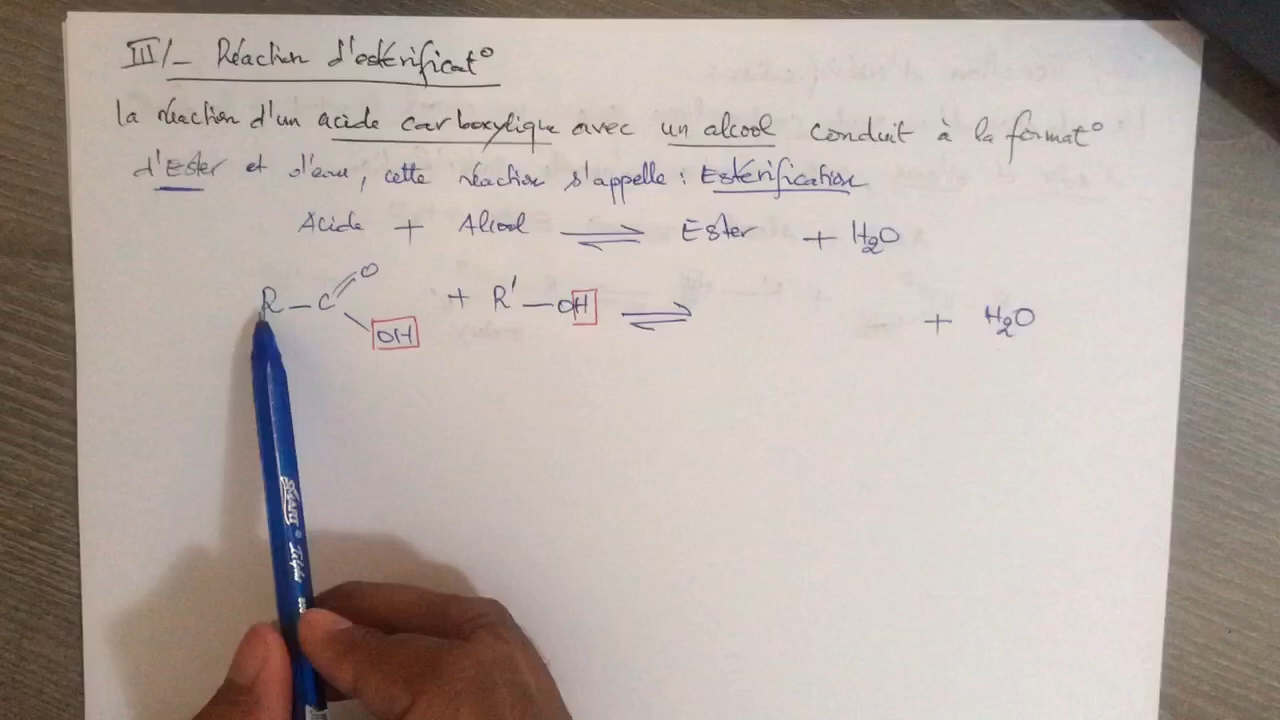 III/- Réaction d'estérificat°
la réaction d'un acide carboxylique avec un alcool conduit à la format°
d'Ester et d'eau, cette réaction s'appelle : Estérification
Acide + Alcool ⇌ Ester + H₂O
R — C = O OH + R' — OH ⇌ + H₂O